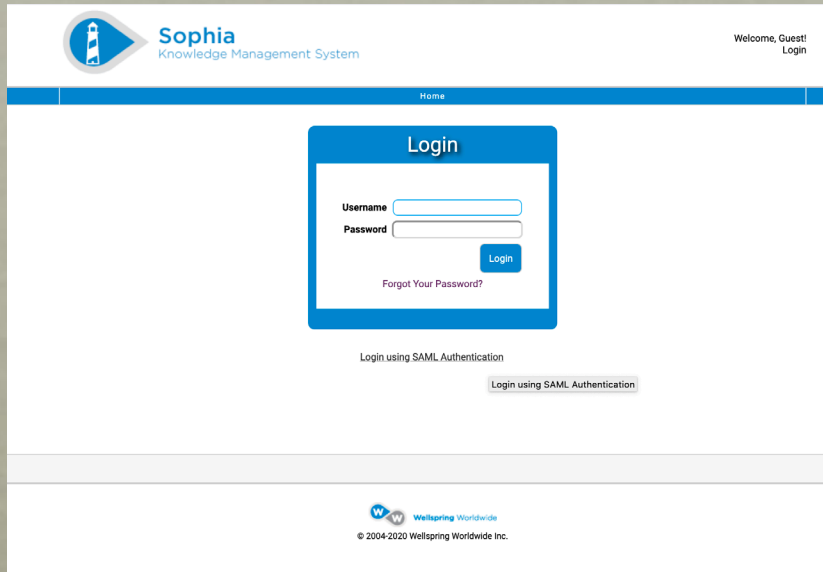 Sophia
Knowledge Management System
Welcome, Guest!
Login
Home
Login
Username
Password
Login
Forgot Your Password?
Login using SAML Authentication
Login using SAML Authentication
W W Wellspring Worldwide
© 2004-2020 Wellspring Worldwide Inc.